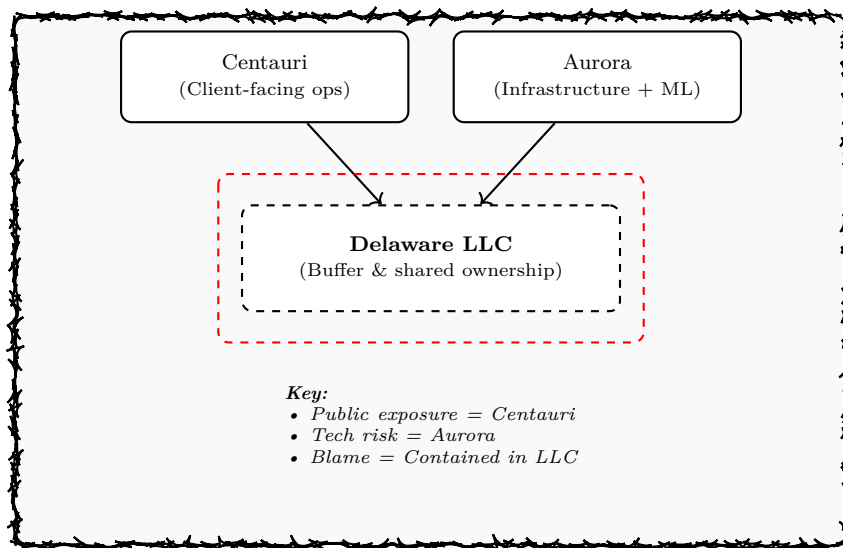 Centauri
(Client-facing ops)
Aurora
(Infrastructure + ML)
Delaware LLC
(Buffer & shared ownership)
Key:
• Public exposure = Centauri
• Tech risk = Aurora
• Blame = Contained in LLC